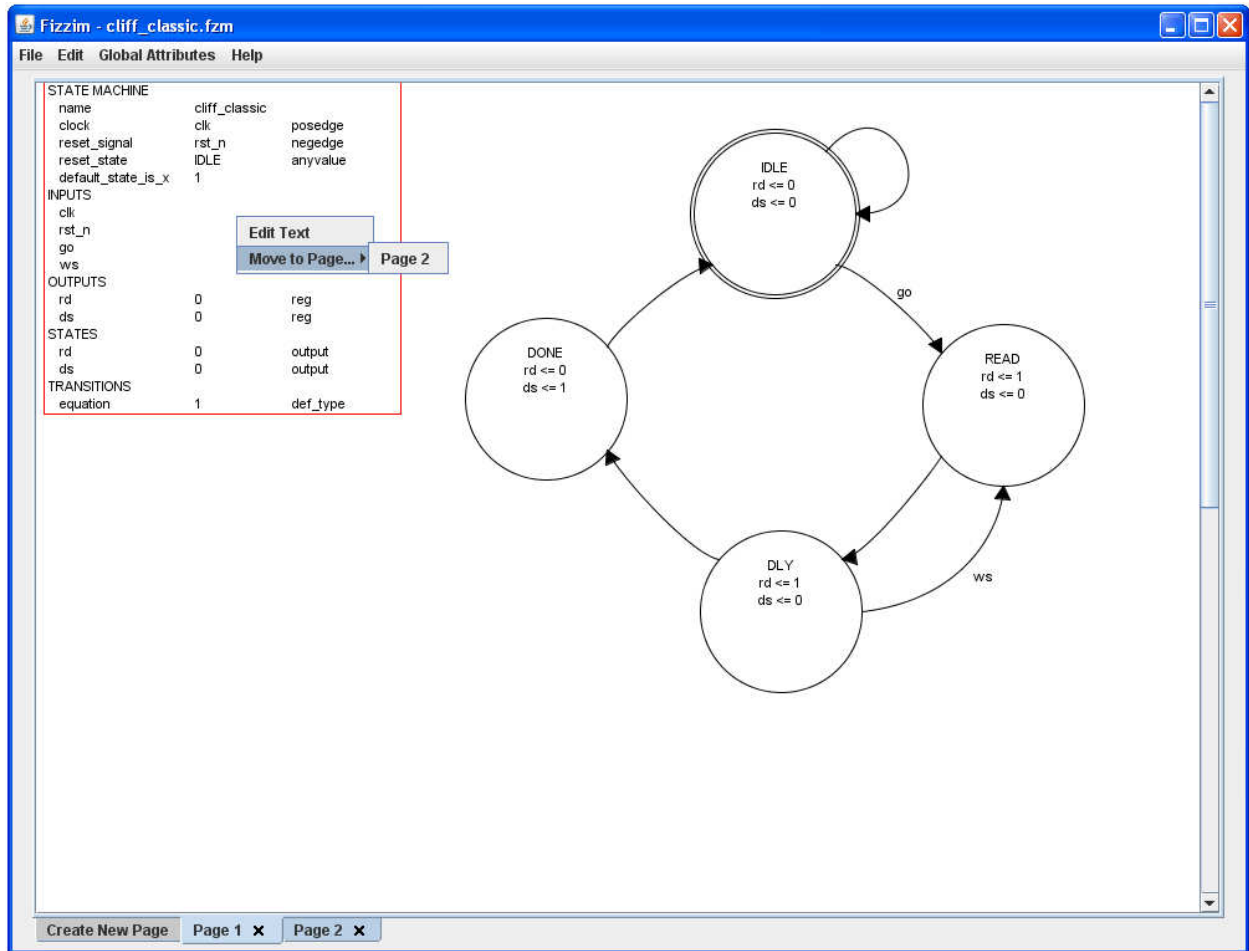 Fizzim - cliff_classic.fzm
File Edit Global Attributes Help
STATE MACHINE
name cliff_classic
clock clk posedge
reset_signal rst_n negedge
reset_state IDLE anyvalue
default_state_is_x 1
INPUTS
clk
rst_n
go
ws
OUTPUTS
rd 0 reg
ds 0 reg
STATES
rd 0 output
ds 0 output
TRANSITIONS
equation 1 def_type
Edit Text
Move to Page... Page 2
IDLE
rd <= 0
ds <= 0
go
DONE
rd <= 0
ds <= 1
READ
rd <= 1
ds <= 0
DLY
rd <= 1
ds <= 0
ws
Create New Page Page 1 Page 2